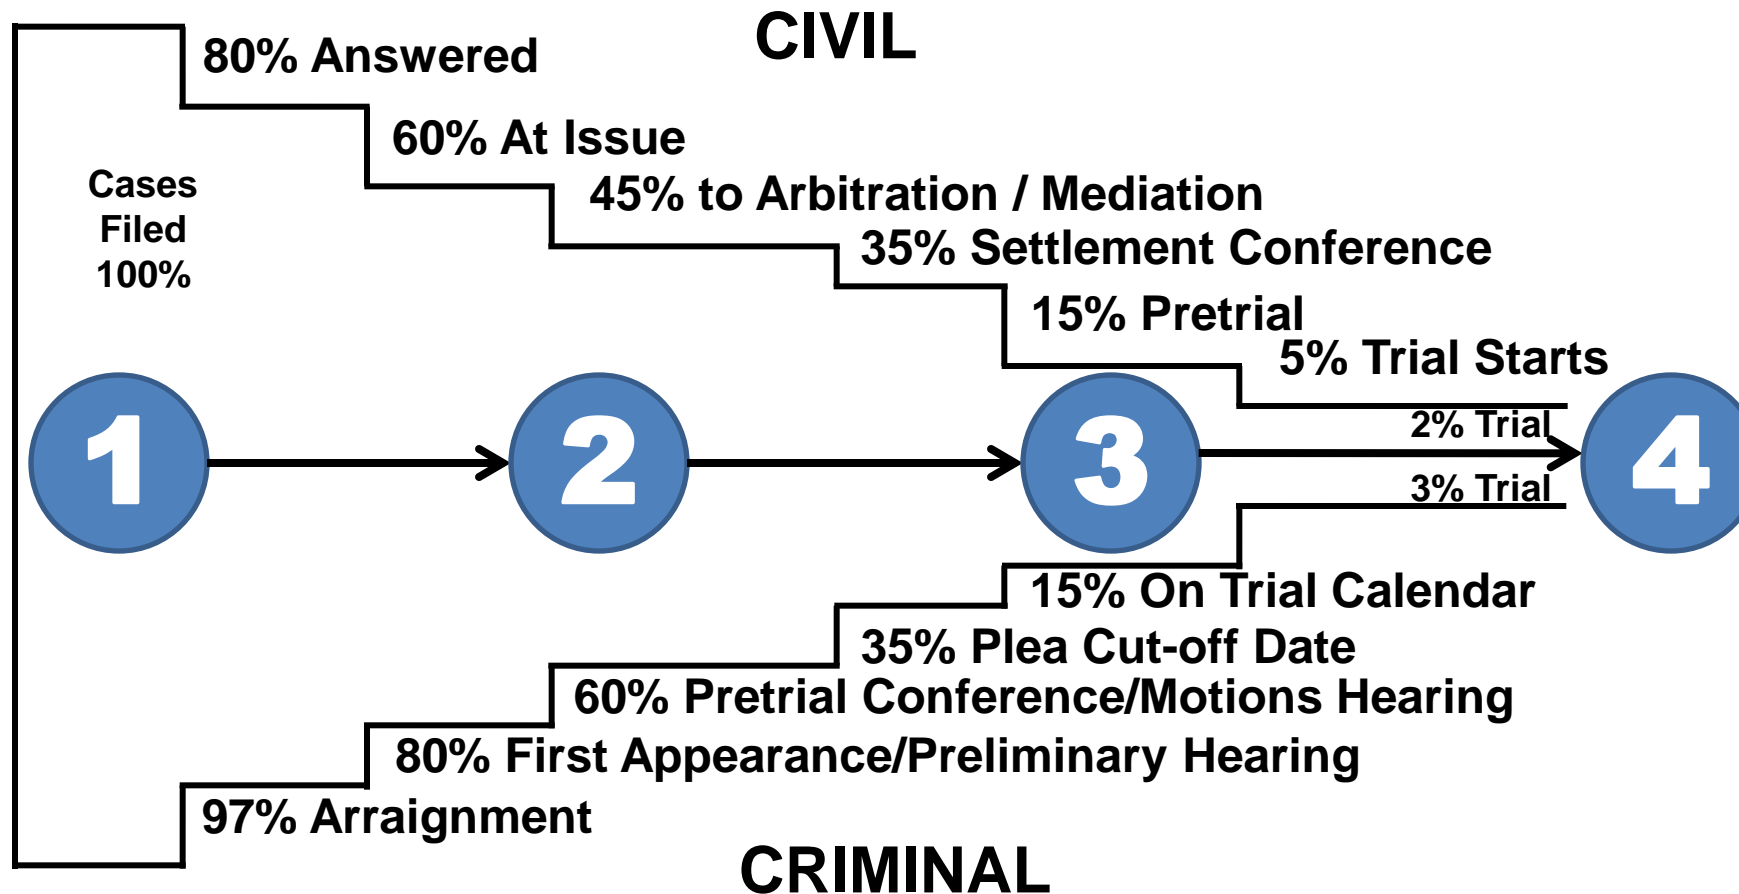 CIVIL
80% Answered
60% At Issue
Cases
Filed
100%
45% to Arbitration / Mediation
35% Settlement Conference
15% Pretrial
5% Trial Starts
2% Trial
1
2
3
4
3% Trial
15% On Trial Calendar
35% Plea Cut-off Date
60% Pretrial Conference/Motions Hearing
80% First Appearance/Preliminary Hearing
97% Arraignment
CRIMINAL